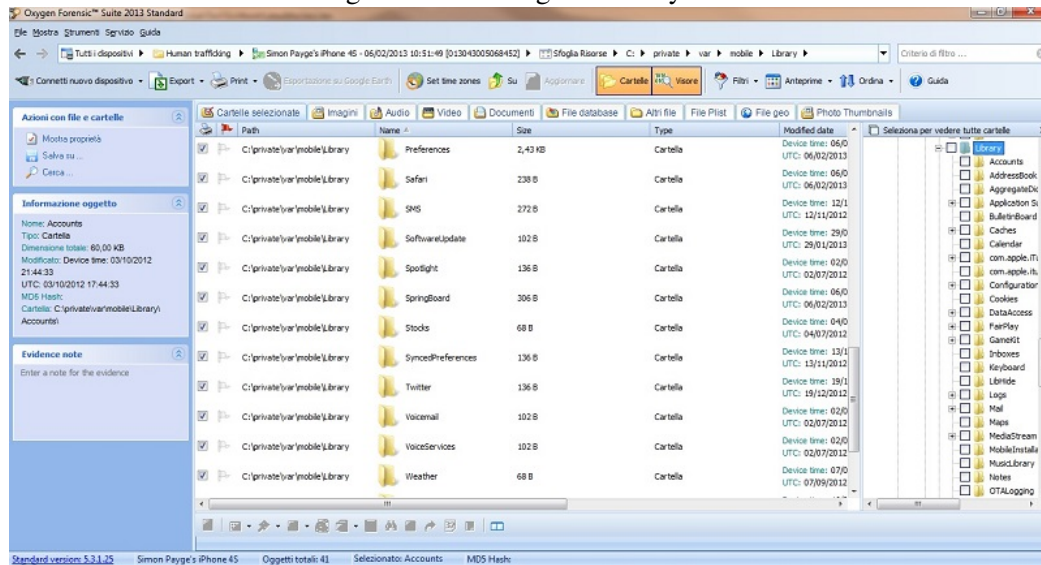 Oxygen Forensic™ Suite 2013 Standard
File Mostra Strumenti Servizio Guida
Tutti i dispositivi Human trafficking Simon Payge's iPhone 4S - 06/02/2013 10:51:49 [013043005068452] Sfoglia Risorse C: private var mobile Library Criterio di filtro ...
Connetti nuovo dispositivo Export Print Esportazione su Google Earth Set time zones Su Aggiornare Cartelle Visore Filtri Anteprime Ordina Guida
Azioni con file e cartelle
Mostra proprietà
Salva su ...
Cerca ...
Informazione oggetto
Nome: Accounts
Tipo: Cartella
Dimensione totale: 60,00 KB
Modificato: Device time: 03/10/2012
21:44:33
UTC: 03/10/2012 17:44:33
MD5 Hash:
Cartella: C:\private\var\mobile\Library\
Accounts\
Evidence note
Enter a note for the evidence
Cartelle selezionate Imagini Audio Video Documenti File database Altri file File Plist File geo Photo Thumbnails
Path Name Size Type Modified date
C:\private\var\mobile\Library Preferences 2,43 KB Cartella Device time: 06/0
UTC: 06/02/2013
C:\private\var\mobile\Library Safari 238 B Cartella Device time: 06/0
UTC: 06/02/2013
C:\private\var\mobile\Library SMS 272 B Cartella Device time: 12/1
UTC: 12/11/2012
C:\private\var\mobile\Library SoftwareUpdate 102 B Cartella Device time: 29/0
UTC: 29/01/2013
C:\private\var\mobile\Library Spotlight 136 B Cartella Device time: 02/0
UTC: 02/07/2012
C:\private\var\mobile\Library SpringBoard 306 B Cartella Device time: 06/0
UTC: 06/02/2013
C:\private\var\mobile\Library Stocks 68 B Cartella Device time: 04/0
UTC: 04/07/2012
C:\private\var\mobile\Library SyncedPreferences 136 B Cartella Device time: 13/1
UTC: 13/11/2012
C:\private\var\mobile\Library Twitter 136 B Cartella Device time: 19/1
UTC: 19/12/2012
C:\private\var\mobile\Library Voicemail 102 B Cartella Device time: 02/0
UTC: 02/07/2012
C:\private\var\mobile\Library VoiceServices 102 B Cartella Device time: 02/0
UTC: 02/07/2012
C:\private\var\mobile\Library Weather 68 B Cartella Device time: 07/0
UTC: 07/09/2012
Seleziona per vedere tutte cartelle
Library
Accounts
AddressBook
AggregateDic
Application Su
BulletinBoard
Caches
Calendar
com.apple.iTu
com.apple.itu
Configuration
Cookies
DataAccess
FairPlay
GameKit
Inboxes
Keyboard
LibHide
Logs
Mail
Maps
MediaStream
MobileInstalla
MusicLibrary
Notes
OTALogging
Standard version: 5.3.1.25 Simon Payge's iPhone 4S Oggetti totali: 41 Selezionato: Accounts MD5 Hash: